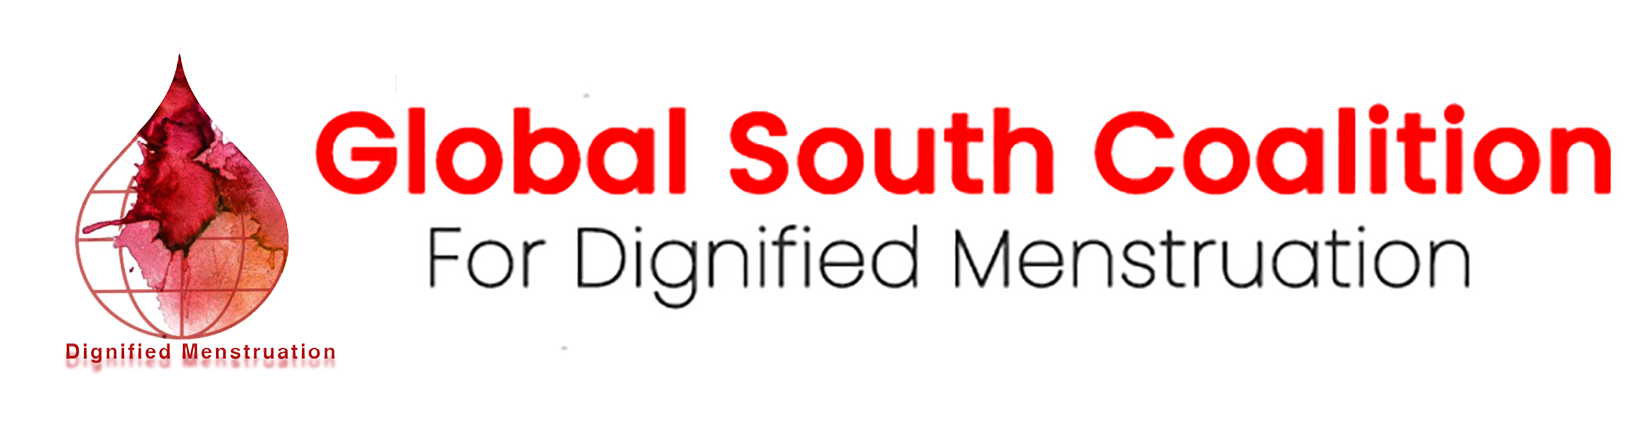 Global South Coalition
For Dignified Menstruation
Dignified Menstruation